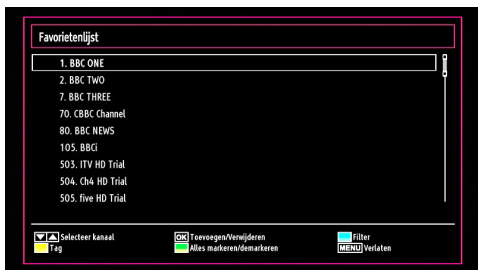 Favorietenlijst
1. BBC ONE
2. BBC TWO
7. BBC THREE
70. CBBC Channel
80. BBC NEWS
105. BBCi
503. ITV HD Trial
504. Ch4 HD Trial
505. five HD Trial
Selecteer kanaal OK Toevoegen/Verwijderen Filter
Tag Alles markeren/demarkeren MENU Verlaten